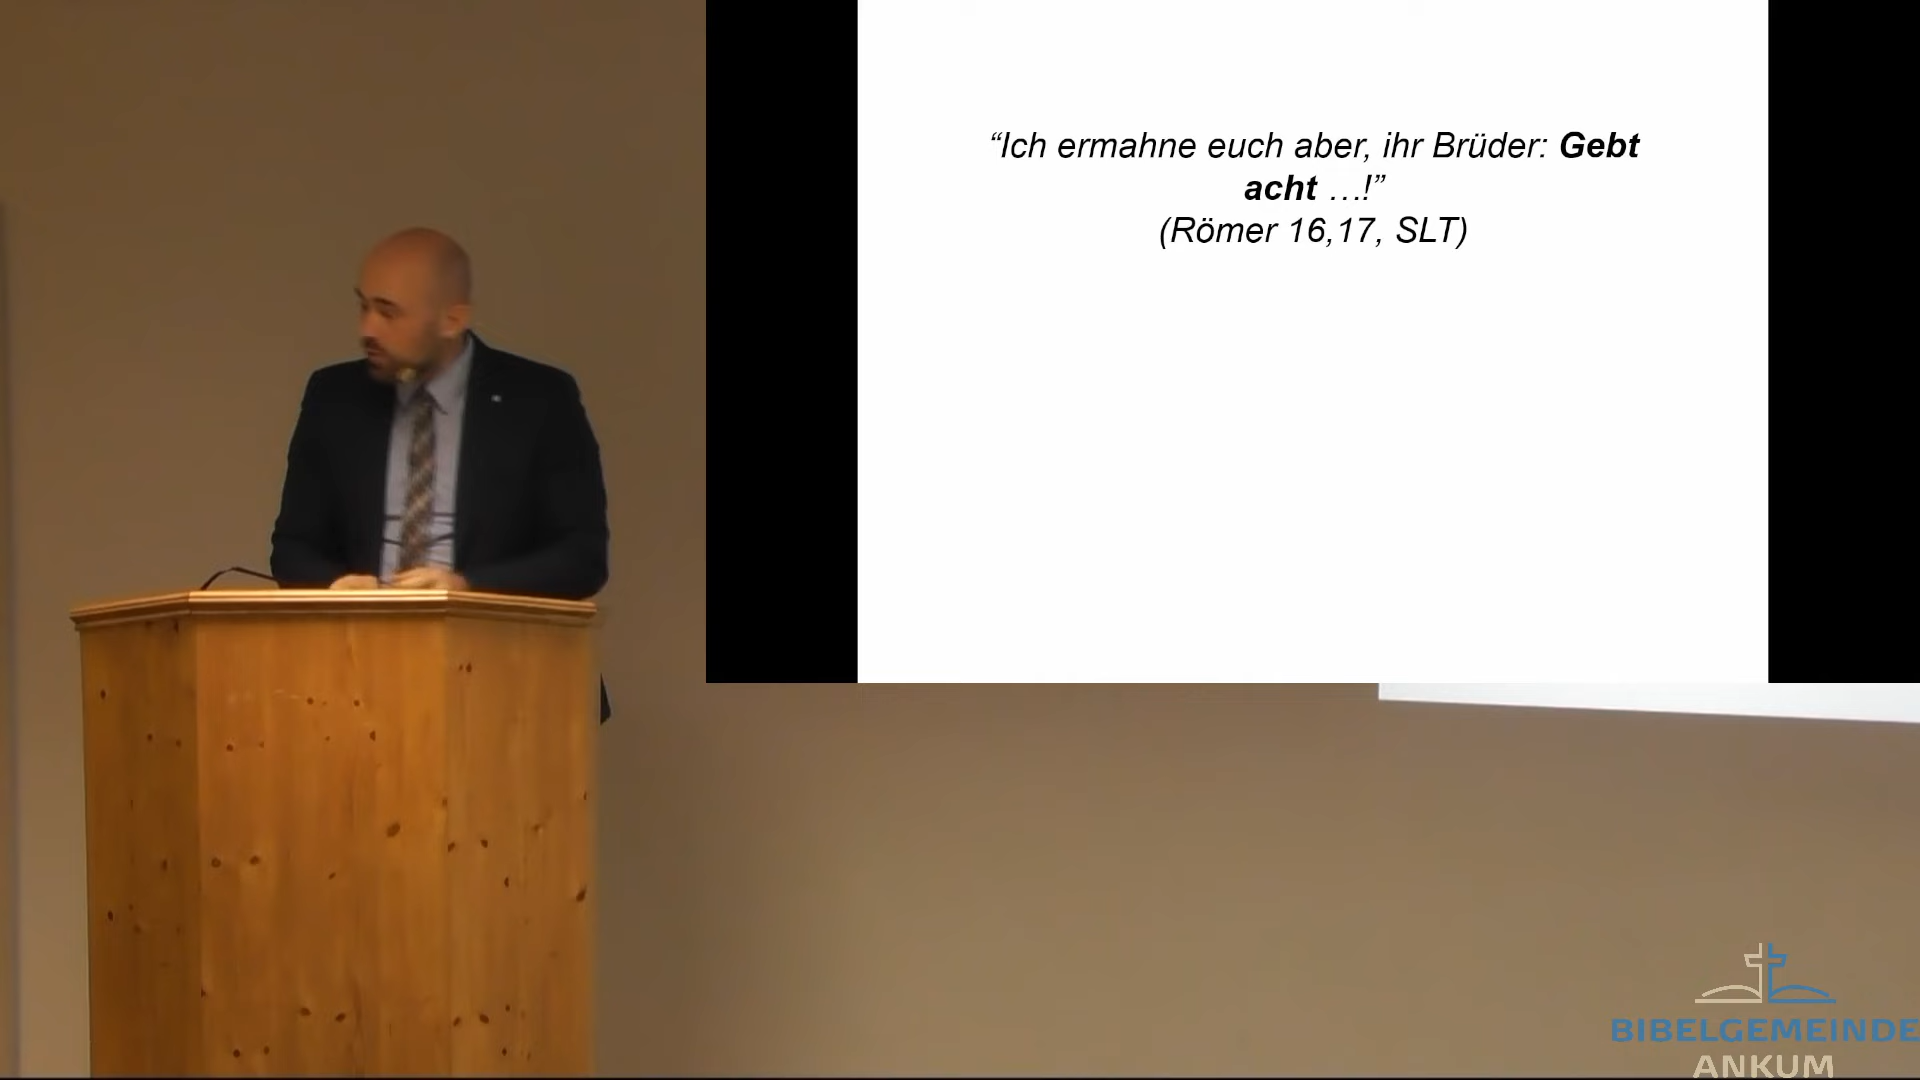 “Ich ermahne euch aber, ihr Brüder: Gebt
acht …!”
(Römer 16,17, SLT)
BIBELGEMEINDE
ANKUM